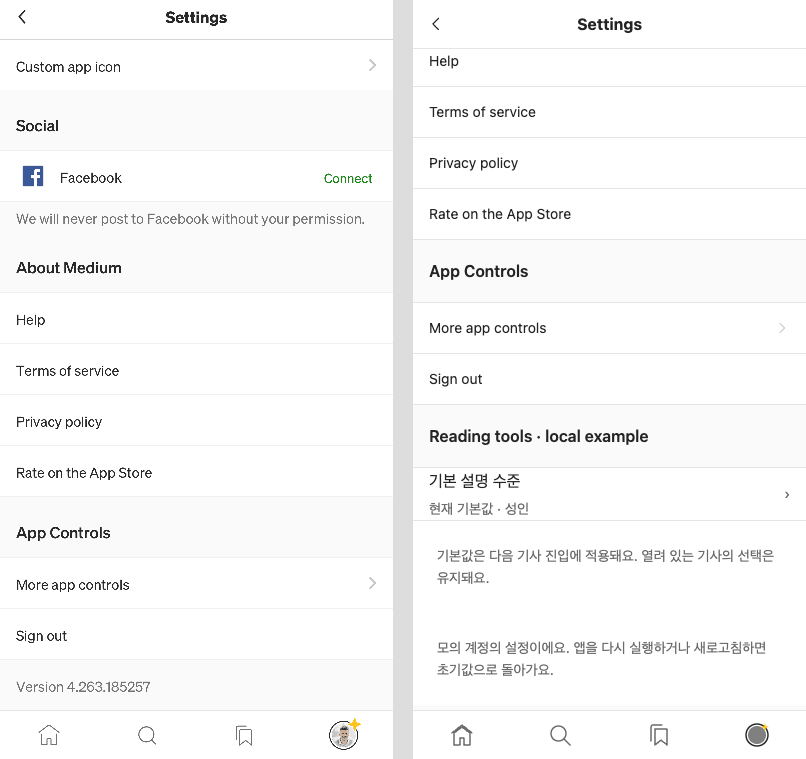 Settings
Custom app icon
Social
Facebook
Connect
We will never post to Facebook without your permission.
About Medium
Help
Terms of service
Privacy policy
Rate on the App Store
App Controls
More app controls
Sign out
Version 4.263.185257
Settings
Help
Terms of service
Privacy policy
Rate on the App Store
App Controls
More app controls
Sign out
Reading tools · local example
기본 설명 수준
현재 기본값 · 성인
기본값은 다음 기사 진입에 적용돼요. 열려 있는 기사의 선택은
유지돼요.
모의 계정의 설정이에요. 앱을 다시 실행하거나 새로고침하면
초기값으로 돌아가요.